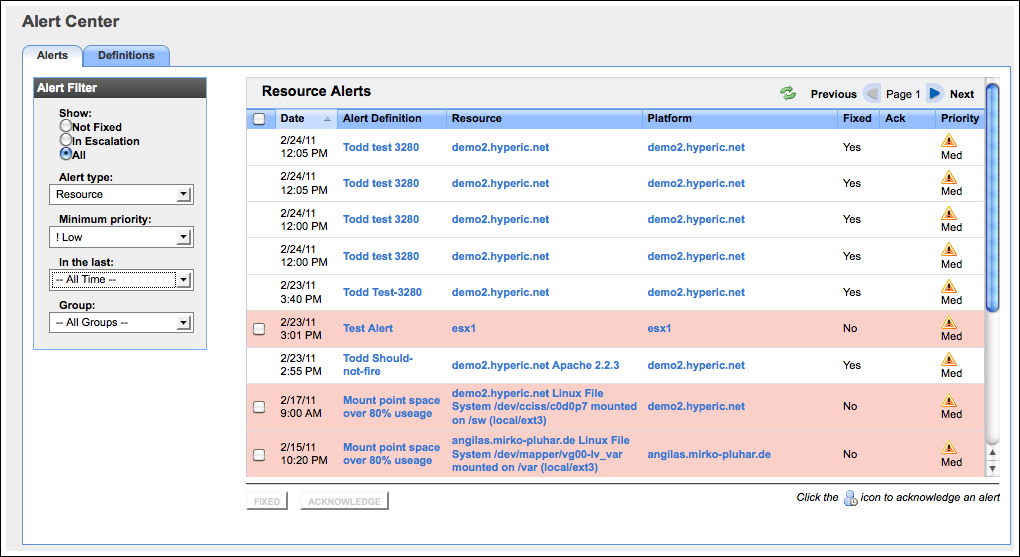 Alert Center
Alerts
Definitions
Alert Filter
Show:
Not Fixed
In Escalation
All
Alert type:
Resource
Minimum priority:
! Low
In the last:
-- All Time --
Group:
-- All Groups --
Resource Alerts
Previous
Page 1
Next
Date
Alert Definition
Resource
Platform
Fixed
Ack
Priority
2/24/11
12:05 PM
Todd test 3280
demo2.hyperic.net
demo2.hyperic.net
Yes
Med
2/24/11
12:05 PM
Todd test 3280
demo2.hyperic.net
demo2.hyperic.net
Yes
Med
2/24/11
12:00 PM
Todd test 3280
demo2.hyperic.net
demo2.hyperic.net
Yes
Med
2/24/11
12:00 PM
Todd test 3280
demo2.hyperic.net
demo2.hyperic.net
Yes
Med
2/23/11
3:40 PM
Todd Test-3280
demo2.hyperic.net
demo2.hyperic.net
Yes
Med
2/23/11
3:01 PM
Test Alert
esx1
esx1
No
Med
2/23/11
2:55 PM
Todd Should-
not-fire
demo2.hyperic.net Apache 2.2.3
demo2.hyperic.net
Yes
Med
2/17/11
9:00 AM
Mount point space
over 80% useage
demo2.hyperic.net Linux File
System /dev/cciss/c0d0p7 mounted
on /sw (local/ext3)
demo2.hyperic.net
No
Med
2/15/11
10:20 PM
Mount point space
over 80% useage
angilas.mirko-pluhar.de Linux File
System /dev/mapper/vg00-lv_var
mounted on /var (local/ext3)
angilas.mirko-pluhar.de
No
Med
FIXED
ACKNOWLEDGE
Click the icon to acknowledge an alert